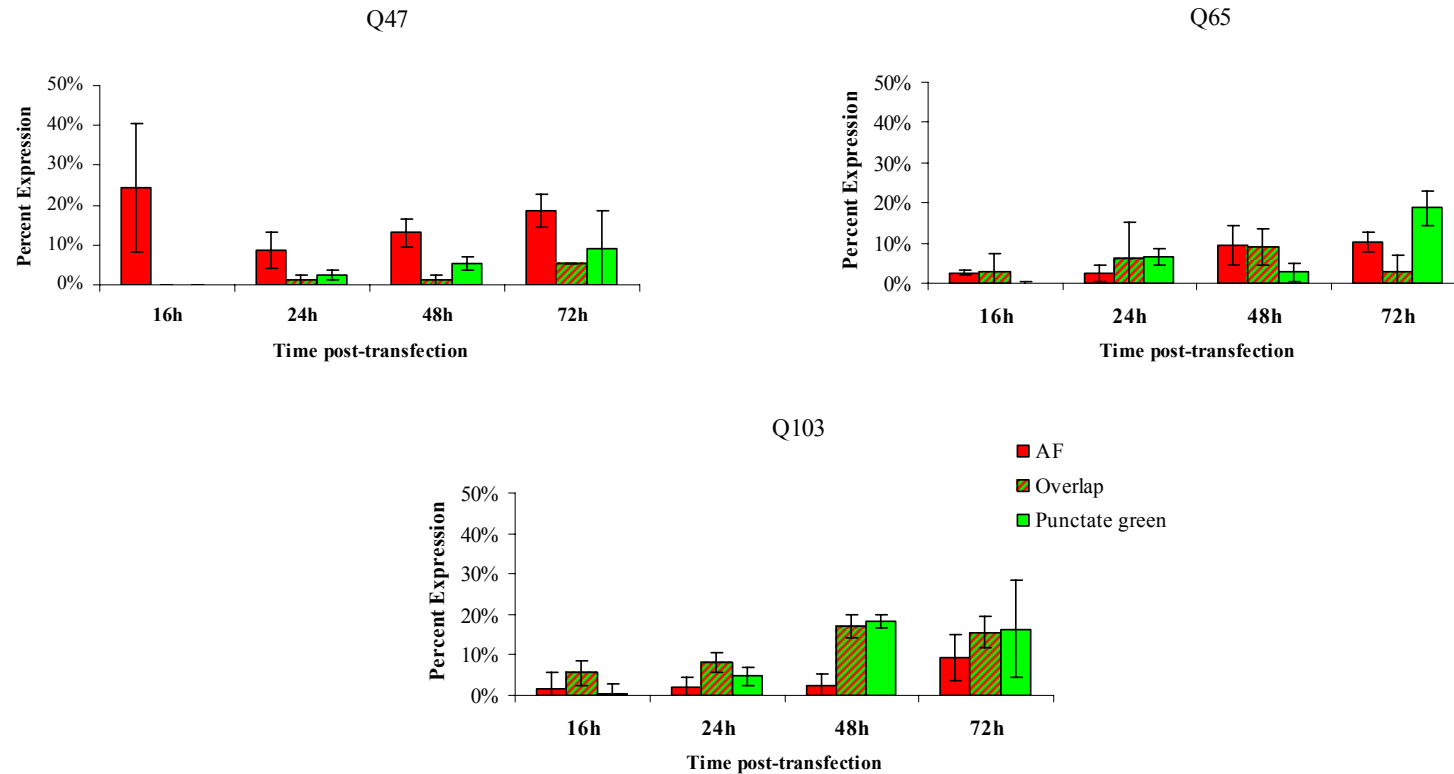 Q47
50%
40%
30%
20%
10%
0%
Percent Expression
16h 24h 48h 72h
Time post-transfection
Q65
50%
40%
30%
20%
10%
0%
Percent Expression
16h 24h 48h 72h
Time post-transfection
Q103
AF
Overlap
Punctate green
50%
40%
30%
20%
10%
0%
Percent Expression
16h 24h 48h 72h
Time post-transfection